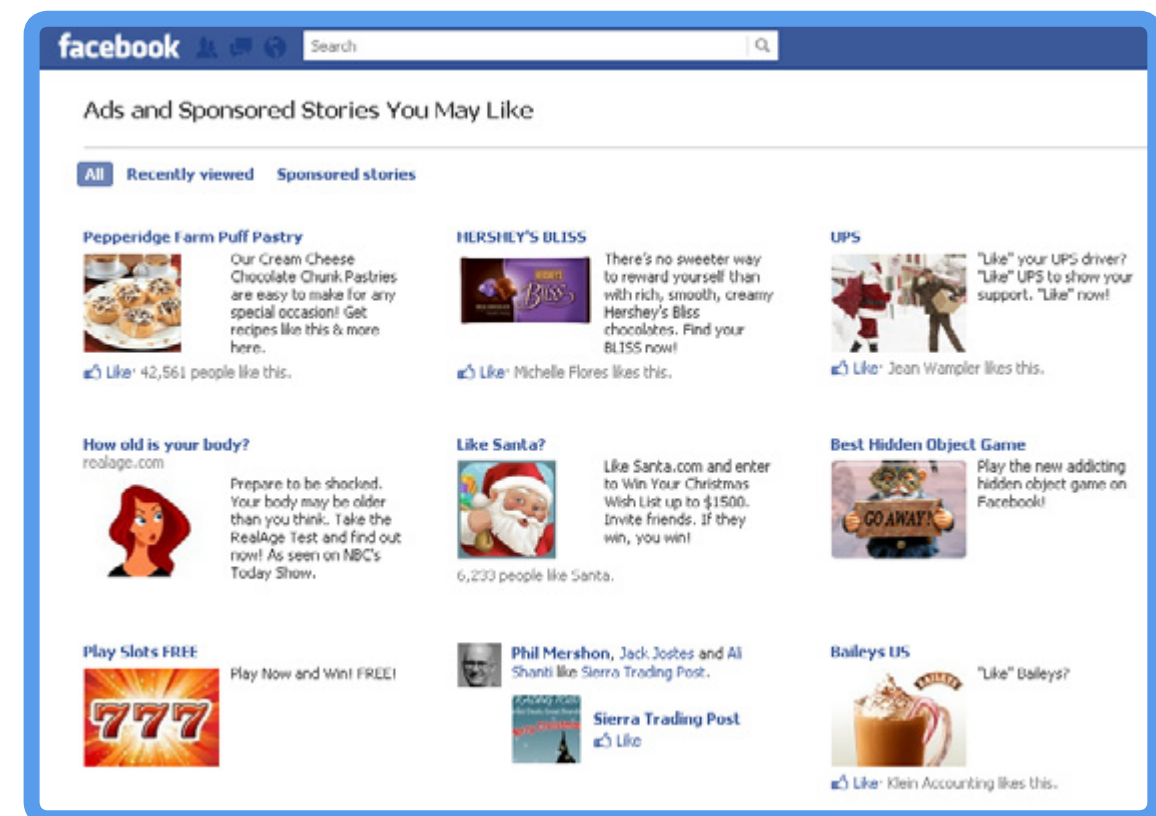 facebook
Search
Ads and Sponsored Stories You May Like
All Recently viewed Sponsored stories
Pepperidge Farm Puff Pastry
Our Cream Cheese
Chocolate Chunk Pastries
are easy to make for any
special occasion! Get
recipes like this & more
here.
Like· 42,561 people like this.
HERSHEY'S BLISS
HERSHEY'S
BLISS
There's no sweeter way
to reward yourself than
with rich, smooth, creamy
Hershey's Bliss
chocolates. Find your
BLISS now!
Like· Michelle Flores likes this.
UPS
"Like" your UPS driver?
"Like" UPS to show your
support. "Like" now!
Like· Jean Wampler likes this.
How old is your body?
realage.com
Prepare to be shocked.
Your body may be older
than you think. Take the
RealAge Test and find out
now! As seen on NBC's
Today Show.
Like Santa?
Like Santa.com and enter
to Win Your Christmas
Wish List up to $1500.
Invite friends. If they
win, you win!
6,233 people like Santa.
Best Hidden Object Game
GO AWAY!
Play the new addicting
hidden object game on
Facebook!
Play Slots FREE
777
Play Now and Win! FREE!
Phil Mershon, Jack Jostes and Ali
Shanti like Sierra Trading Post.
Sierra Trading Post
Like
Baileys US
BAILEYS
"Like" Baileys?
Like· Klein Accounting likes this.